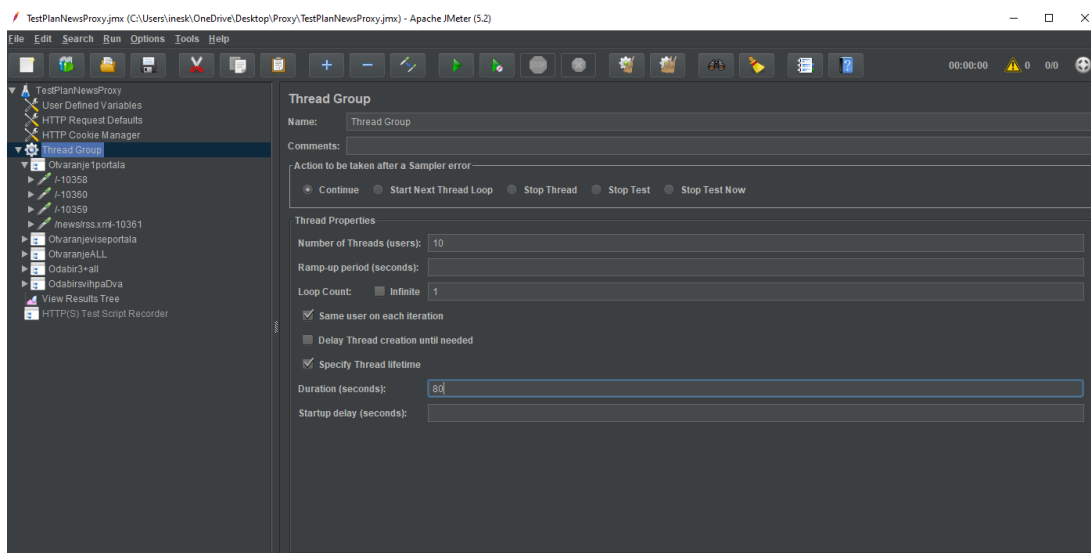 TestPlanNewsProxy.jmx (C:\Users\inesk\OneDrive\Desktop\Proxy\TestPlanNewsProxy.jmx) - Apache JMeter (5.2)
File Edit Search Run Options Tools Help
00:00:00 0 0/0
TestPlanNewsProxy
User Defined Variables
HTTP Request Defaults
HTTP Cookie Manager
Thread Group
Otvaranje1portala
/-10358
/-10360
/-10359
/news/rss.xml-10361
Otvaranjeviseportala
OtvaranjeALL
Odabir3+all
OdabirsvihpaDva
View Results Tree
HTTP(S) Test Script Recorder
Thread Group
Name: Thread Group
Comments:
Action to be taken after a Sampler error
Continue Start Next Thread Loop Stop Thread Stop Test Stop Test Now
Thread Properties
Number of Threads (users): 10
Ramp-up period (seconds):
Loop Count: Infinite 1
Same user on each iteration
Delay Thread creation until needed
Specify Thread lifetime
Duration (seconds): 80
Startup delay (seconds):